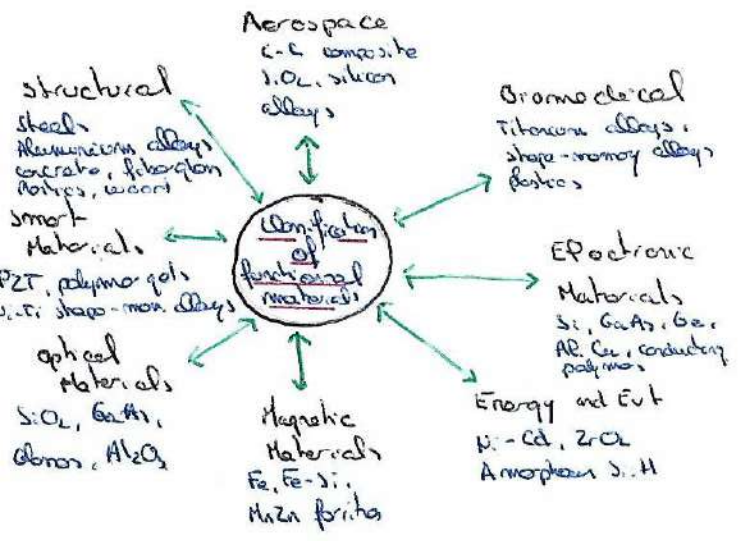 Aerospace
C-C composite
SiO2, silicon
alloys
Structural
Steels
Alumunium alloys
concrete, fiberglass
Plastics, wood
Biomedical
Titanium alloys,
shape-memory alloys
plastics
Smart
Materials
PZT, polymer gels
Ni-Ti shape-mem alloys
Classification
of
functional
materials
Electronic
Materials
Si, GaAs, Ge,
Al, Cu, conducting
polymers
Optical
Materials
SiO2, GaAs,
Glasses, Al2O3
Magnetic
Materials
Fe, Fe-Si,
MnZn ferrites
Energy and Evt
Ni-Cd, ZrO2
Amorphous Si:H